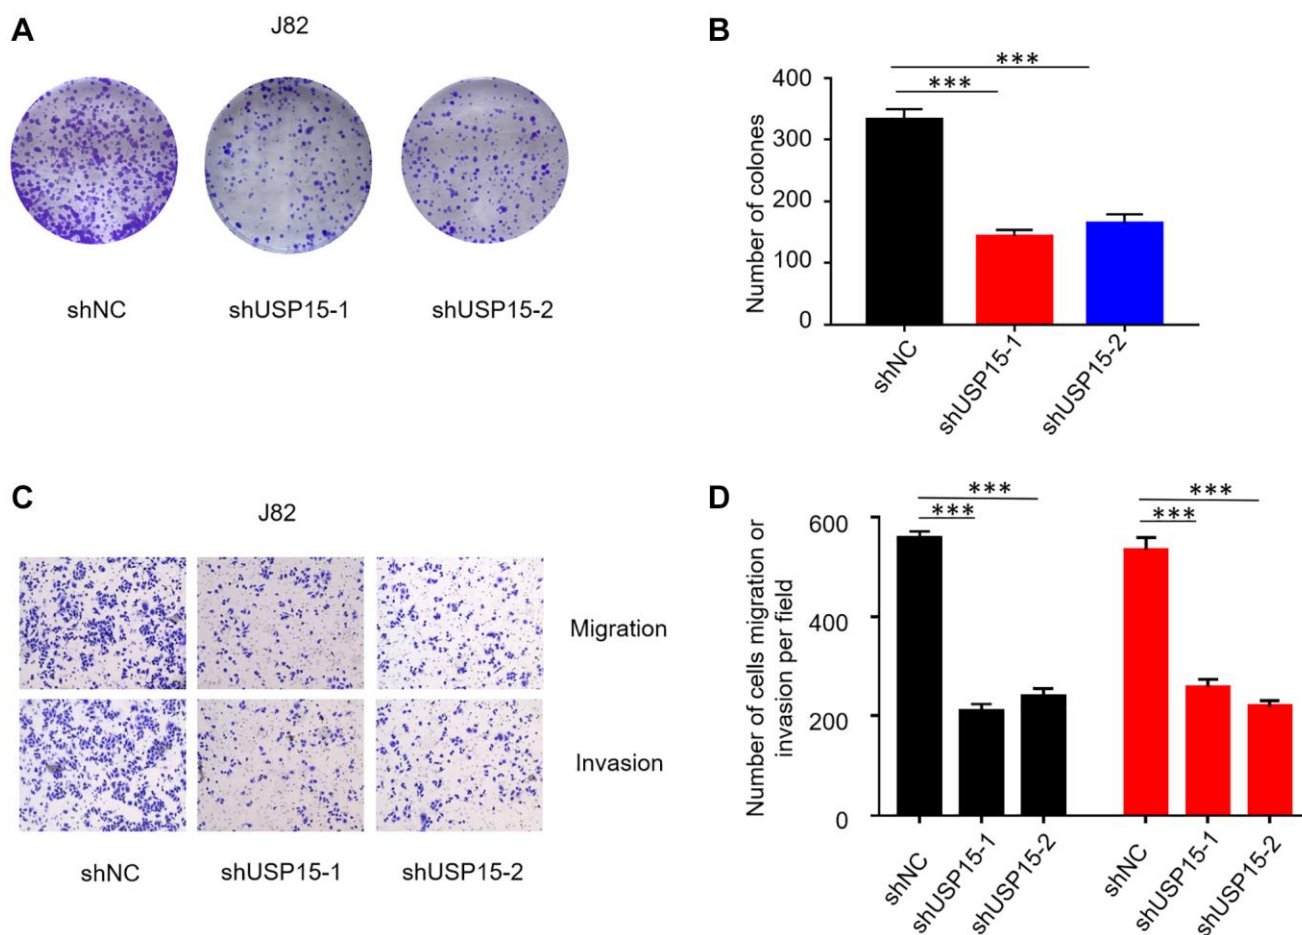 A
J82
shNC
shUSP15-1
shUSP15-2
B
***
***
400
300
200
100
0
Number of colones
shNC
shUSP15-1
shUSP15-2
C
J82
Migration
Invasion
shNC
shUSP15-1
shUSP15-2
D
***
***
***
***
600
400
200
0
Number of cells migration or
invasion per field
shNC
shUSP15-1
shUSP15-2
shNC
shUSP15-1
shUSP15-2